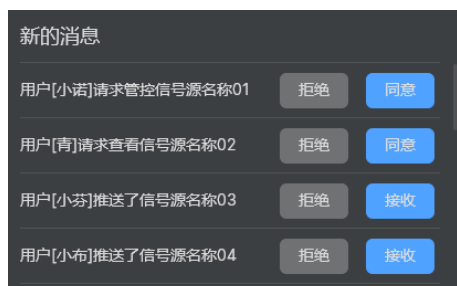 新的消息
用户[小诺]请求管控信号源名称01 拒绝 同意
用户[青]请求查看信号源名称02 拒绝 同意
用户[小芬]推送了信号源名称03 拒绝 接收
用户[小布]推送了信号源名称04 拒绝 接收